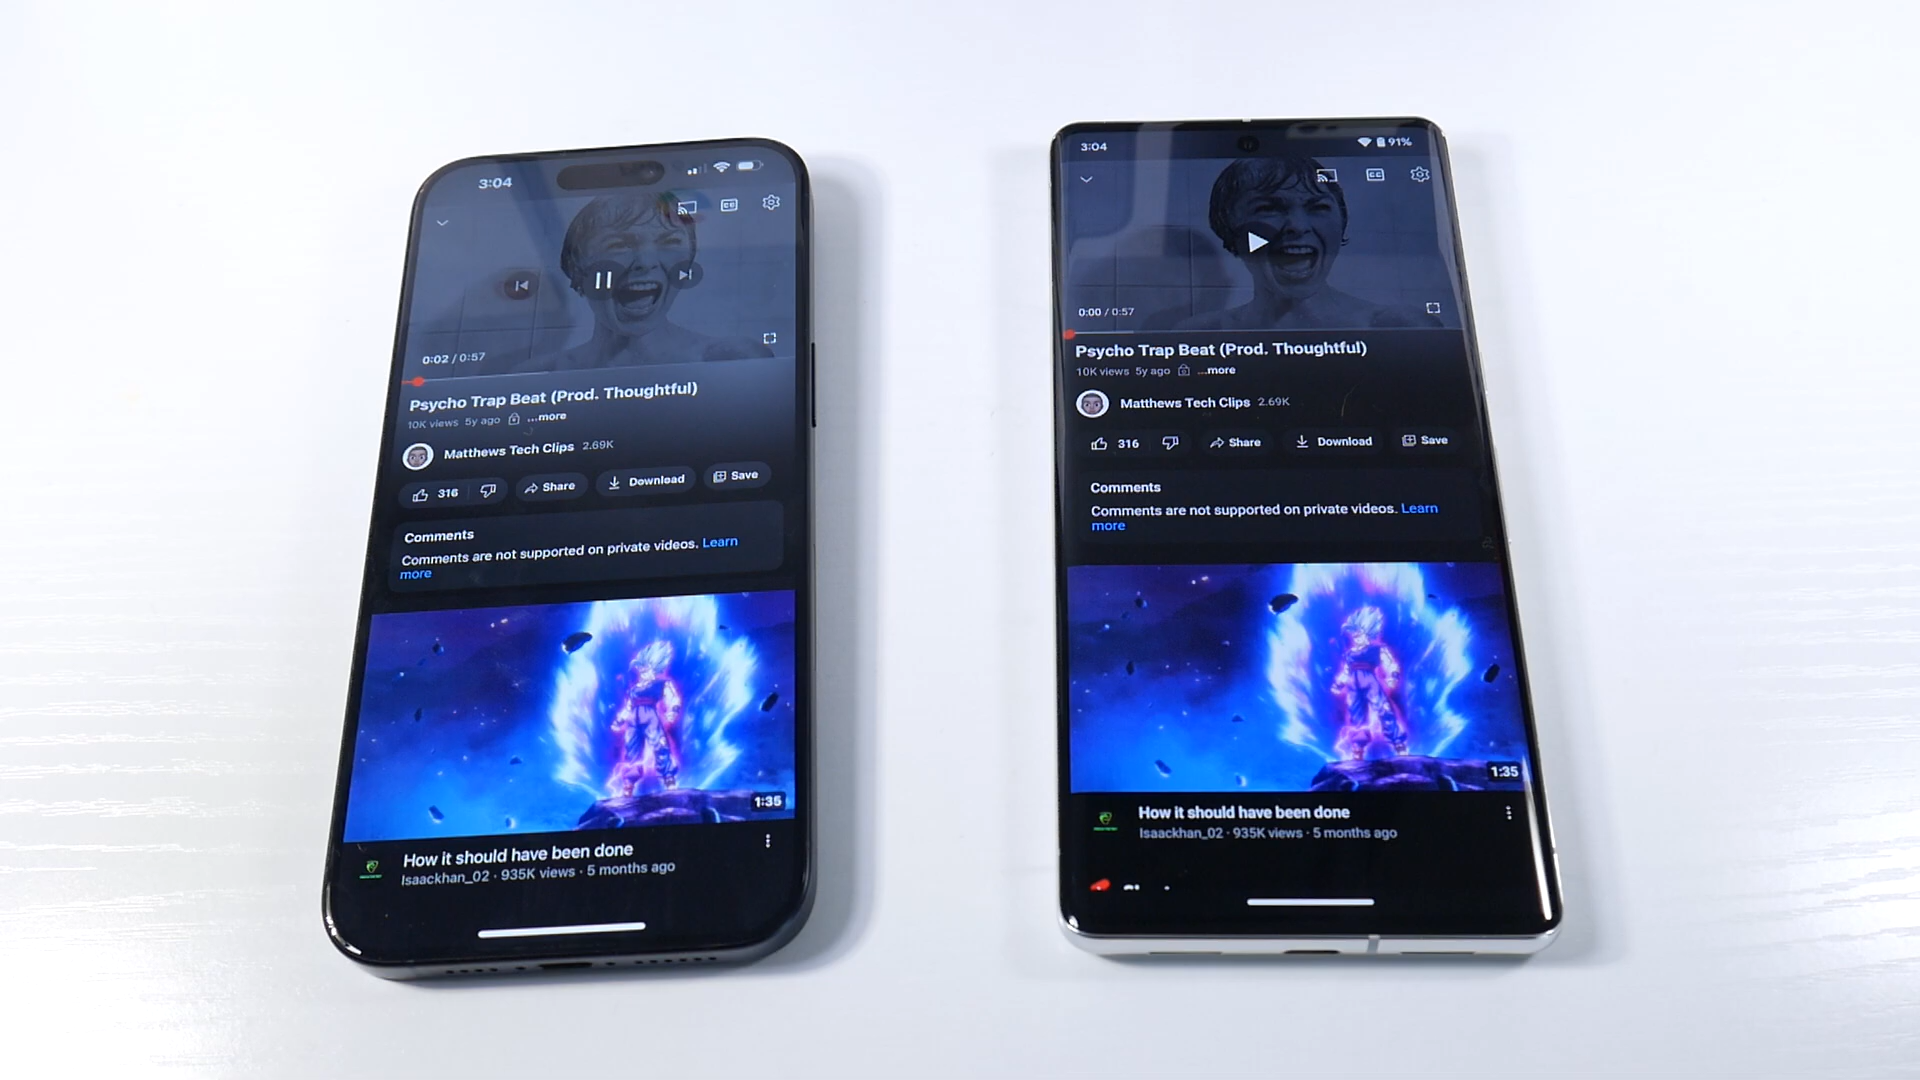 3:04
CC
0:02 / 0:57
Psycho Trap Beat (Prod. Thoughtful)
10K views 5y ago ...more
Matthews Tech Clips 2.69K
316 Share Download Save
Comments
Comments are not supported on private videos. Learn
more
1:35
How it should have been done
Isaackhan_02 · 935K views · 5 months ago
3:04 91%
CC
0:00 / 0:57
Psycho Trap Beat (Prod. Thoughtful)
10K views 5y ago ...more
Matthews Tech Clips 2.69K
316 Share Download Save
Comments
Comments are not supported on private videos. Learn
more
1:35
How it should have been done
Isaackhan_02 · 935K views · 5 months ago